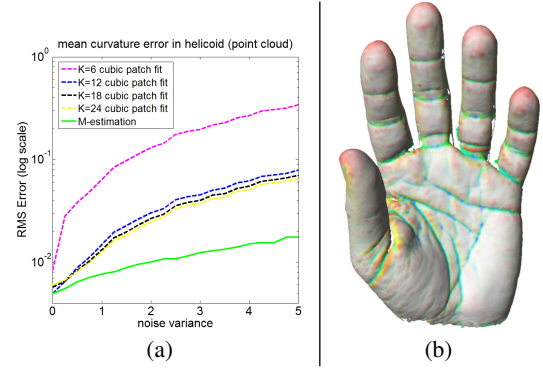 mean curvature error in helicoid (point cloud)
K=6 cubic patch fit
K=12 cubic patch fit
K=18 cubic patch fit
K=24 cubic patch fit
M-estimation
RMS Error (log scale)
10^0
10^-1
10^-2
0 1 2 3 4 5
noise variance
(a) (b)